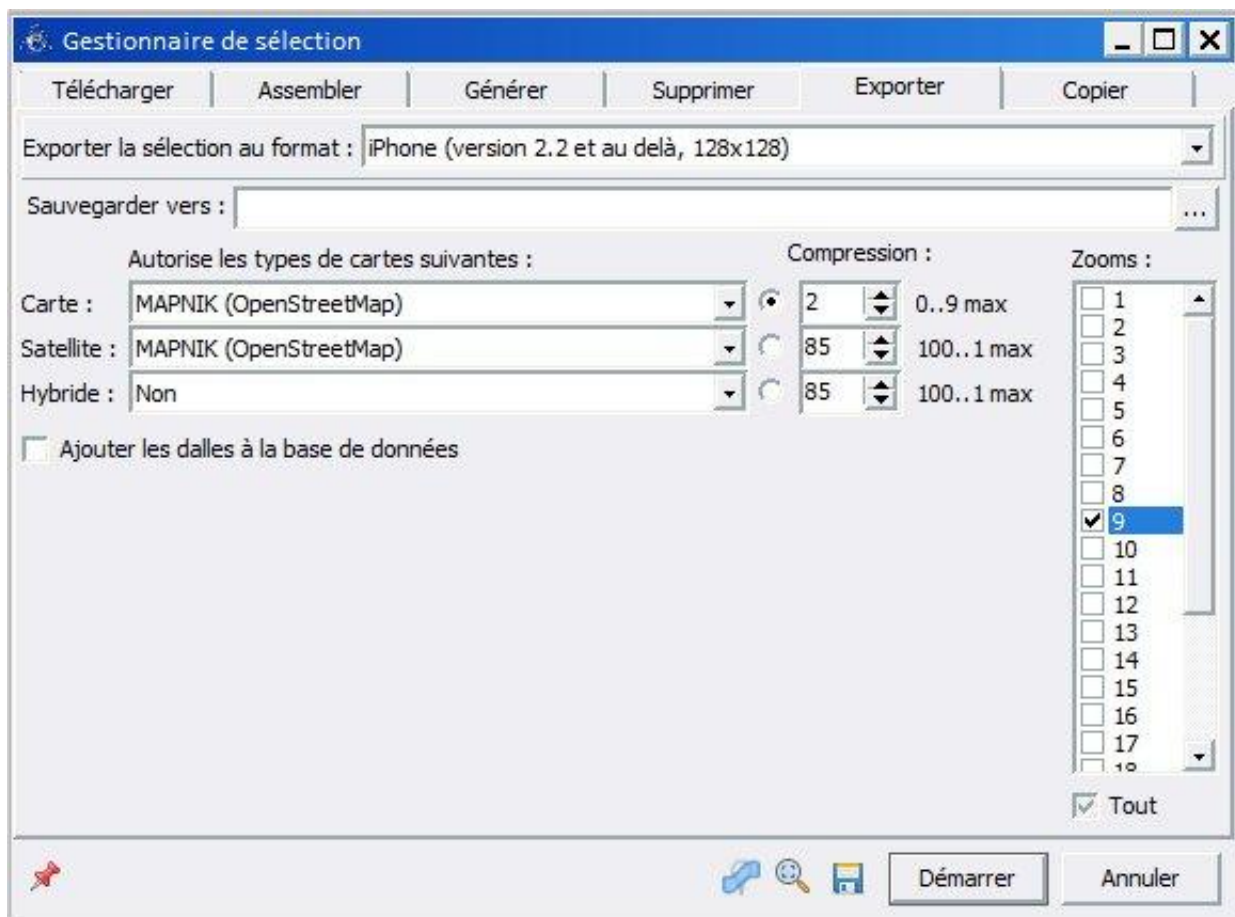 Gestionnaire de sélection
Télécharger Assembler Générer Supprimer Exporter Copier
Exporter la sélection au format : iPhone (version 2.2 et au delà, 128x128)
Sauvegarder vers : ...
Autorise les types de cartes suivantes : Compression : Zooms :
Carte : MAPNIK (OpenStreetMap) 2 0..9 max
Satellite : MAPNIK (OpenStreetMap) 85 100..1 max
Hybride : Non 85 100..1 max
Ajouter les dalles à la base de données
1
2
3
4
5
6
7
8
9
10
11
12
13
14
15
16
17
18
Tout
Démarrer Annuler